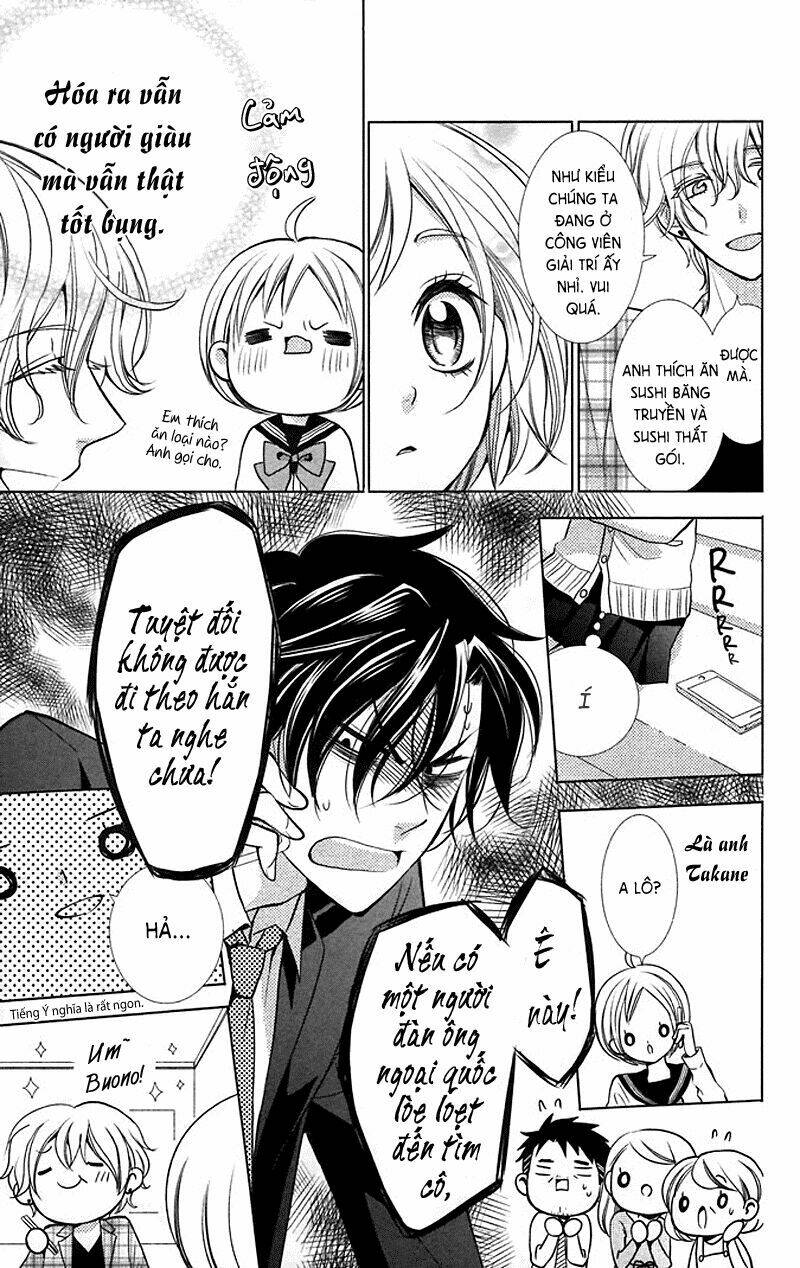 ĐƯỢC
MÀ.
ANH THÍCH ĂN
SUSHI BĂNG
TRUYỀN VÀ
SUSHI THẮT
GÓI.
NHƯ KIỂU
CHÚNG TA
ĐANG Ở
CÔNG VIÊN
GIẢI TRÍ ẤY
NHỈ. VUI
QUÁ.
Cảm
động
Em thích
ăn loại nào?
Anh gọi cho.
Hóa ra vẫn
có người giàu
mà vẫn thật
tốt bụng.
R
R
R
R
R
Í
Là anh
Takane
A LÔ?
Tuyệt đối
không được
đi theo hắn
ta nghe
chưa!
Ê
này!
Nếu có
một người
đàn ông
ngoại quốc
lòe loẹt
đến tìm
cô,
HẢ...
Tiếng Ý nghĩa là rất ngon.
Um~
Buono!